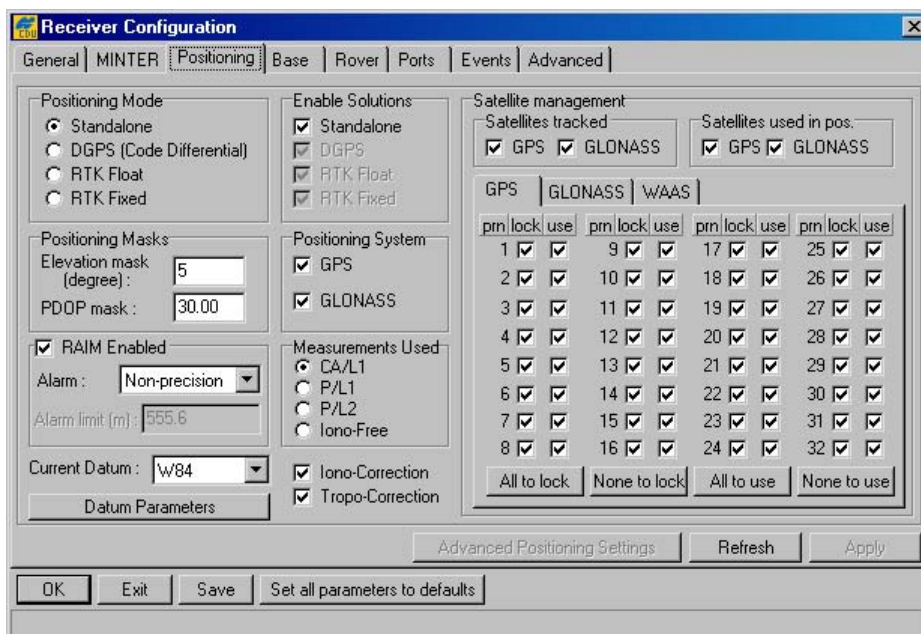 CDU Receiver Configuration
General MINTER Positioning Base Rover Ports Events Advanced
Positioning Mode
Standalone
DGPS (Code Differential)
RTK Float
RTK Fixed
Enable Solutions
Standalone
DGPS
RTK Float
RTK Fixed
Satellite management
Satellites tracked
GPS GLONASS
Satellites used in pos.
GPS GLONASS
Positioning Masks
Elevation mask
(degree) : 5
PDOP mask : 30.00
Positioning System
GPS
GLONASS
RAIM Enabled
Alarm : Non-precision
Alarm limit (m) : 555.6
Measurements Used
CA/L1
P/L1
P/L2
Iono-Free
Current Datum : W84
Datum Parameters
Iono-Correction
Tropo-Correction
GPS GLONASS WAAS
prn lock use prn lock use prn lock use prn lock use
1 9 17 25
2 10 18 26
3 11 19 27
4 12 20 28
5 13 21 29
6 14 22 30
7 15 23 31
8 16 24 32
All to lock None to lock All to use None to use
Advanced Positioning Settings Refresh Apply
OK Exit Save Set all parameters to defaults